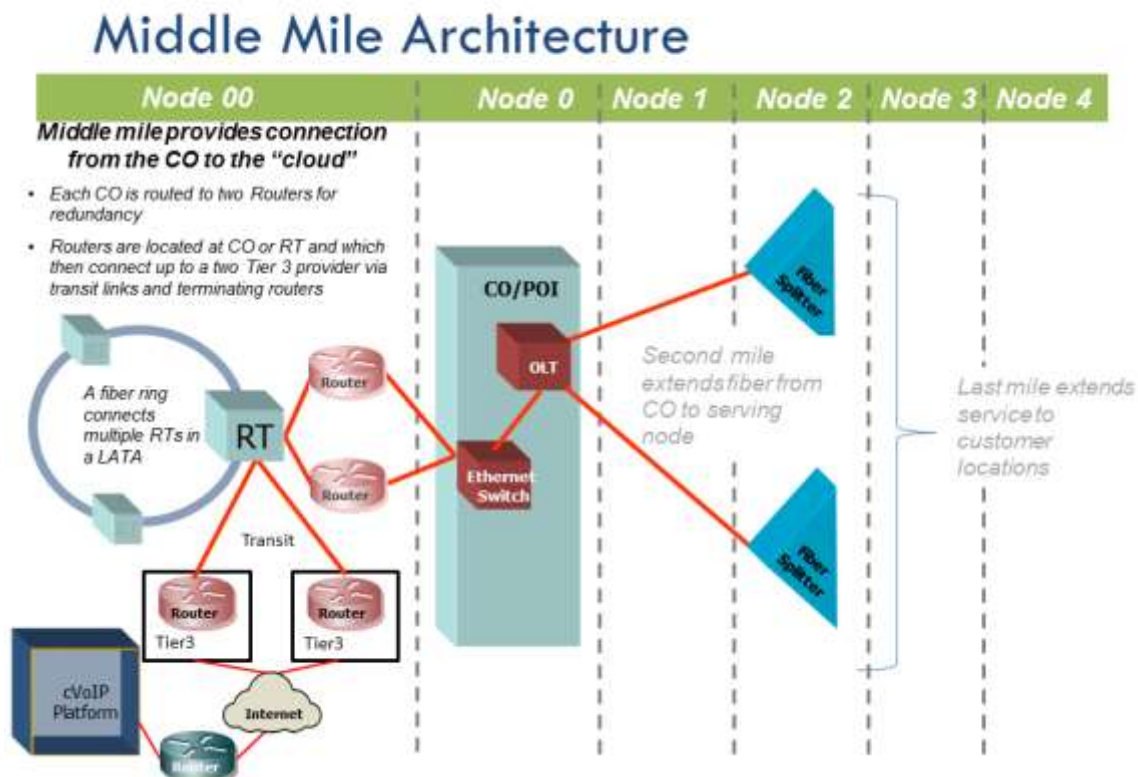 Middle Mile Architecture
Node 00
Node 0
Node 1
Node 2
Node 3
Node 4
Middle mile provides connection
from the CO to the “cloud”
• Each CO is routed to two Routers for
redundancy
• Routers are located at CO or RT and which
then connect up to a two Tier 3 provider via
transit links and terminating routers
A fiber ring
connects
multiple RTs in
a LATA
RT
Router
Router
Transit
Router
Tier3
Router
Tier3
cVoIP
Platform
Internet
Router
CO/POI
OLT
Ethernet
Switch
Second mile
extends fiber from
CO to serving
node
Fiber
Splitter
Fiber
Splitter
Last mile extends
service to
customer
locations